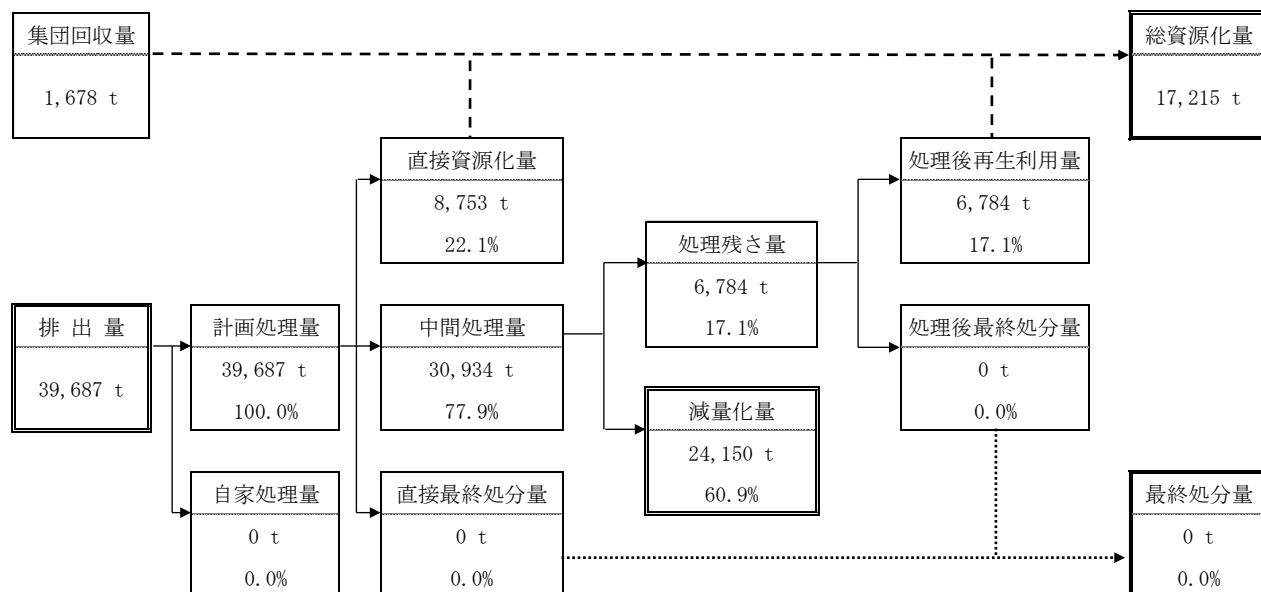 集団回収量
1,678 t
総資源化量
17,215 t
直接資源化量
8,753 t
22.1%
処理後再生利用量
6,784 t
17.1%
処理残さ量
6,784 t
17.1%
排 出 量
39,687 t
計画処理量
39,687 t
100.0%
中間処理量
30,934 t
77.9%
処理後最終処分量
0 t
0.0%
減量化量
24,150 t
60.9%
自家処理量
0 t
0.0%
直接最終処分量
0 t
0.0%
最終処分量
0 t
0.0%